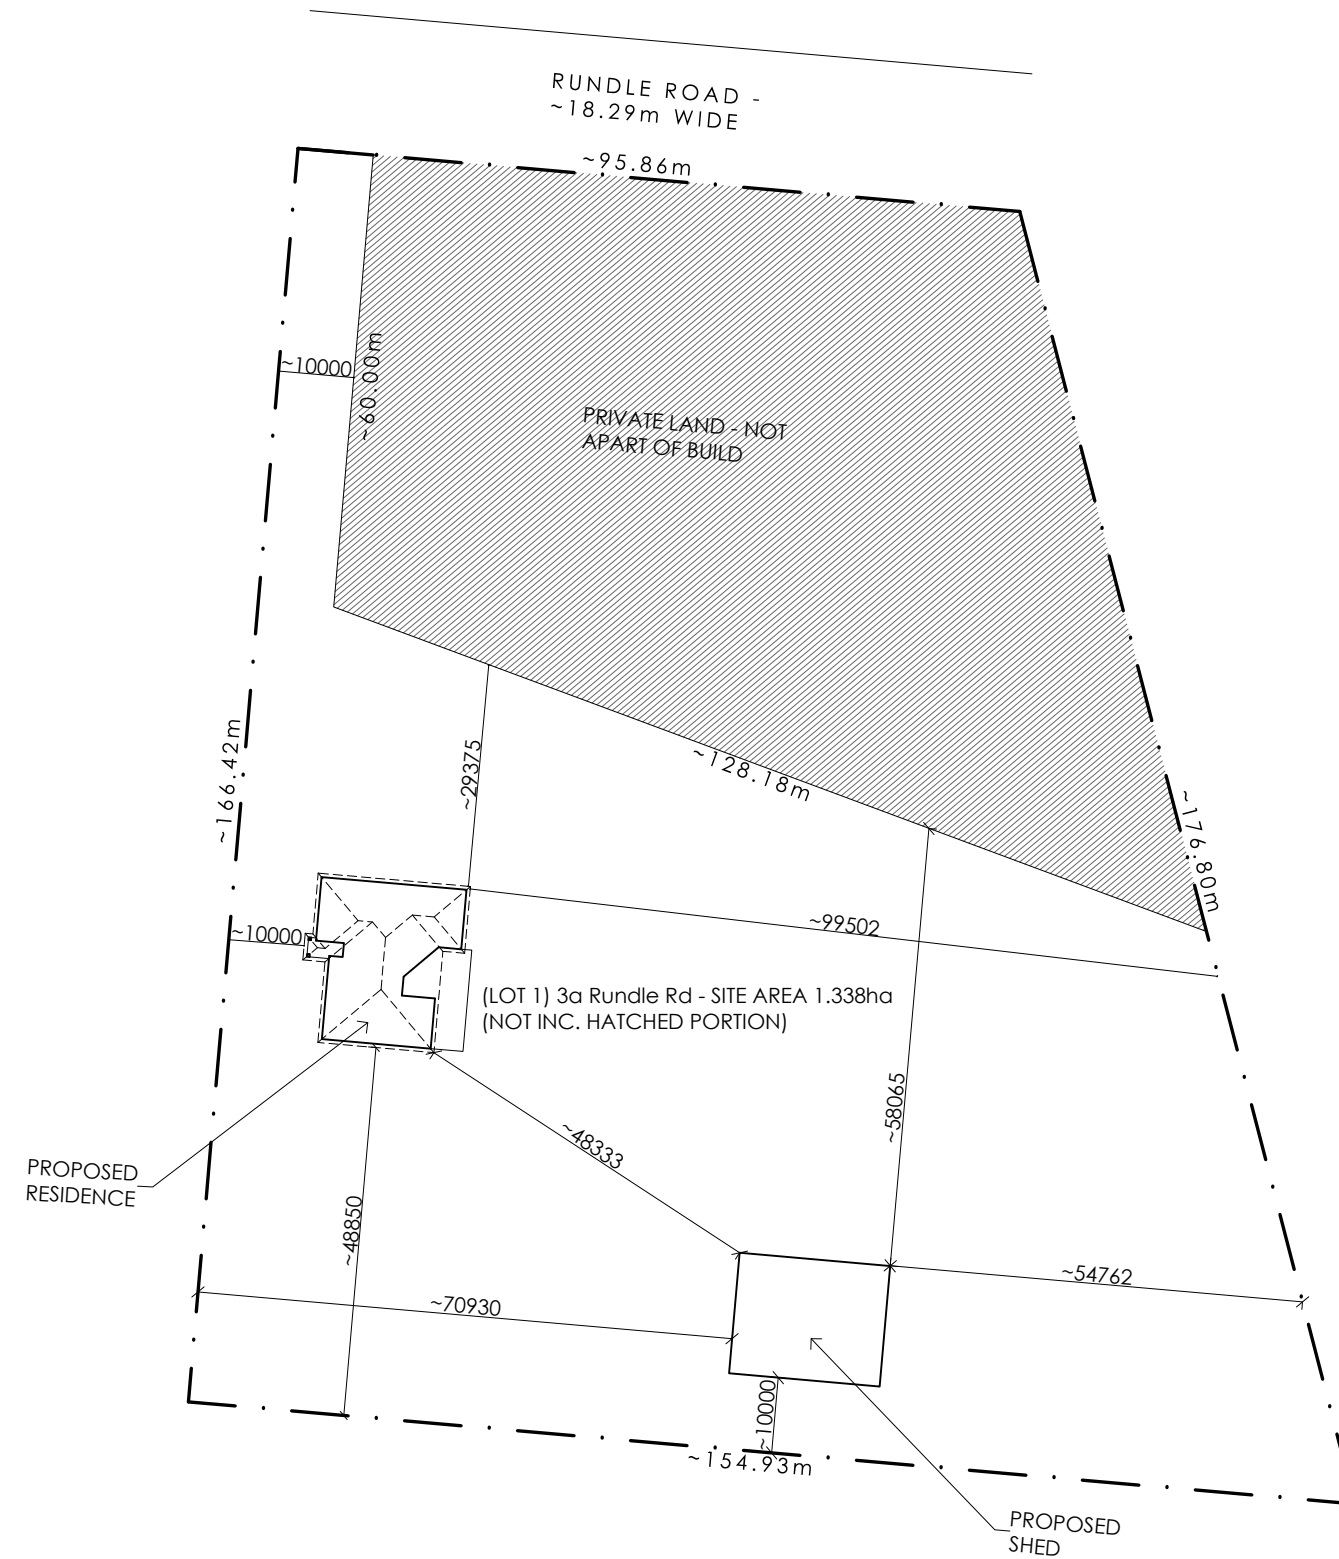 RUNDLE ROAD -
~18.29m WIDE
~95.86m
~10000
~60.00m
PRIVATE LAND - NOT
APART OF BUILD
~166.42m
~29375
~128.18m
~176.80m
~10000
~99502
(LOT 1) 3a Rundle Rd - SITE AREA 1.338ha
(NOT INC. HATCHED PORTION)
~58065
~48333
PROPOSED
RESIDENCE
~48850
~70930
~54762
~10000
~154.93m
PROPOSED
SHED